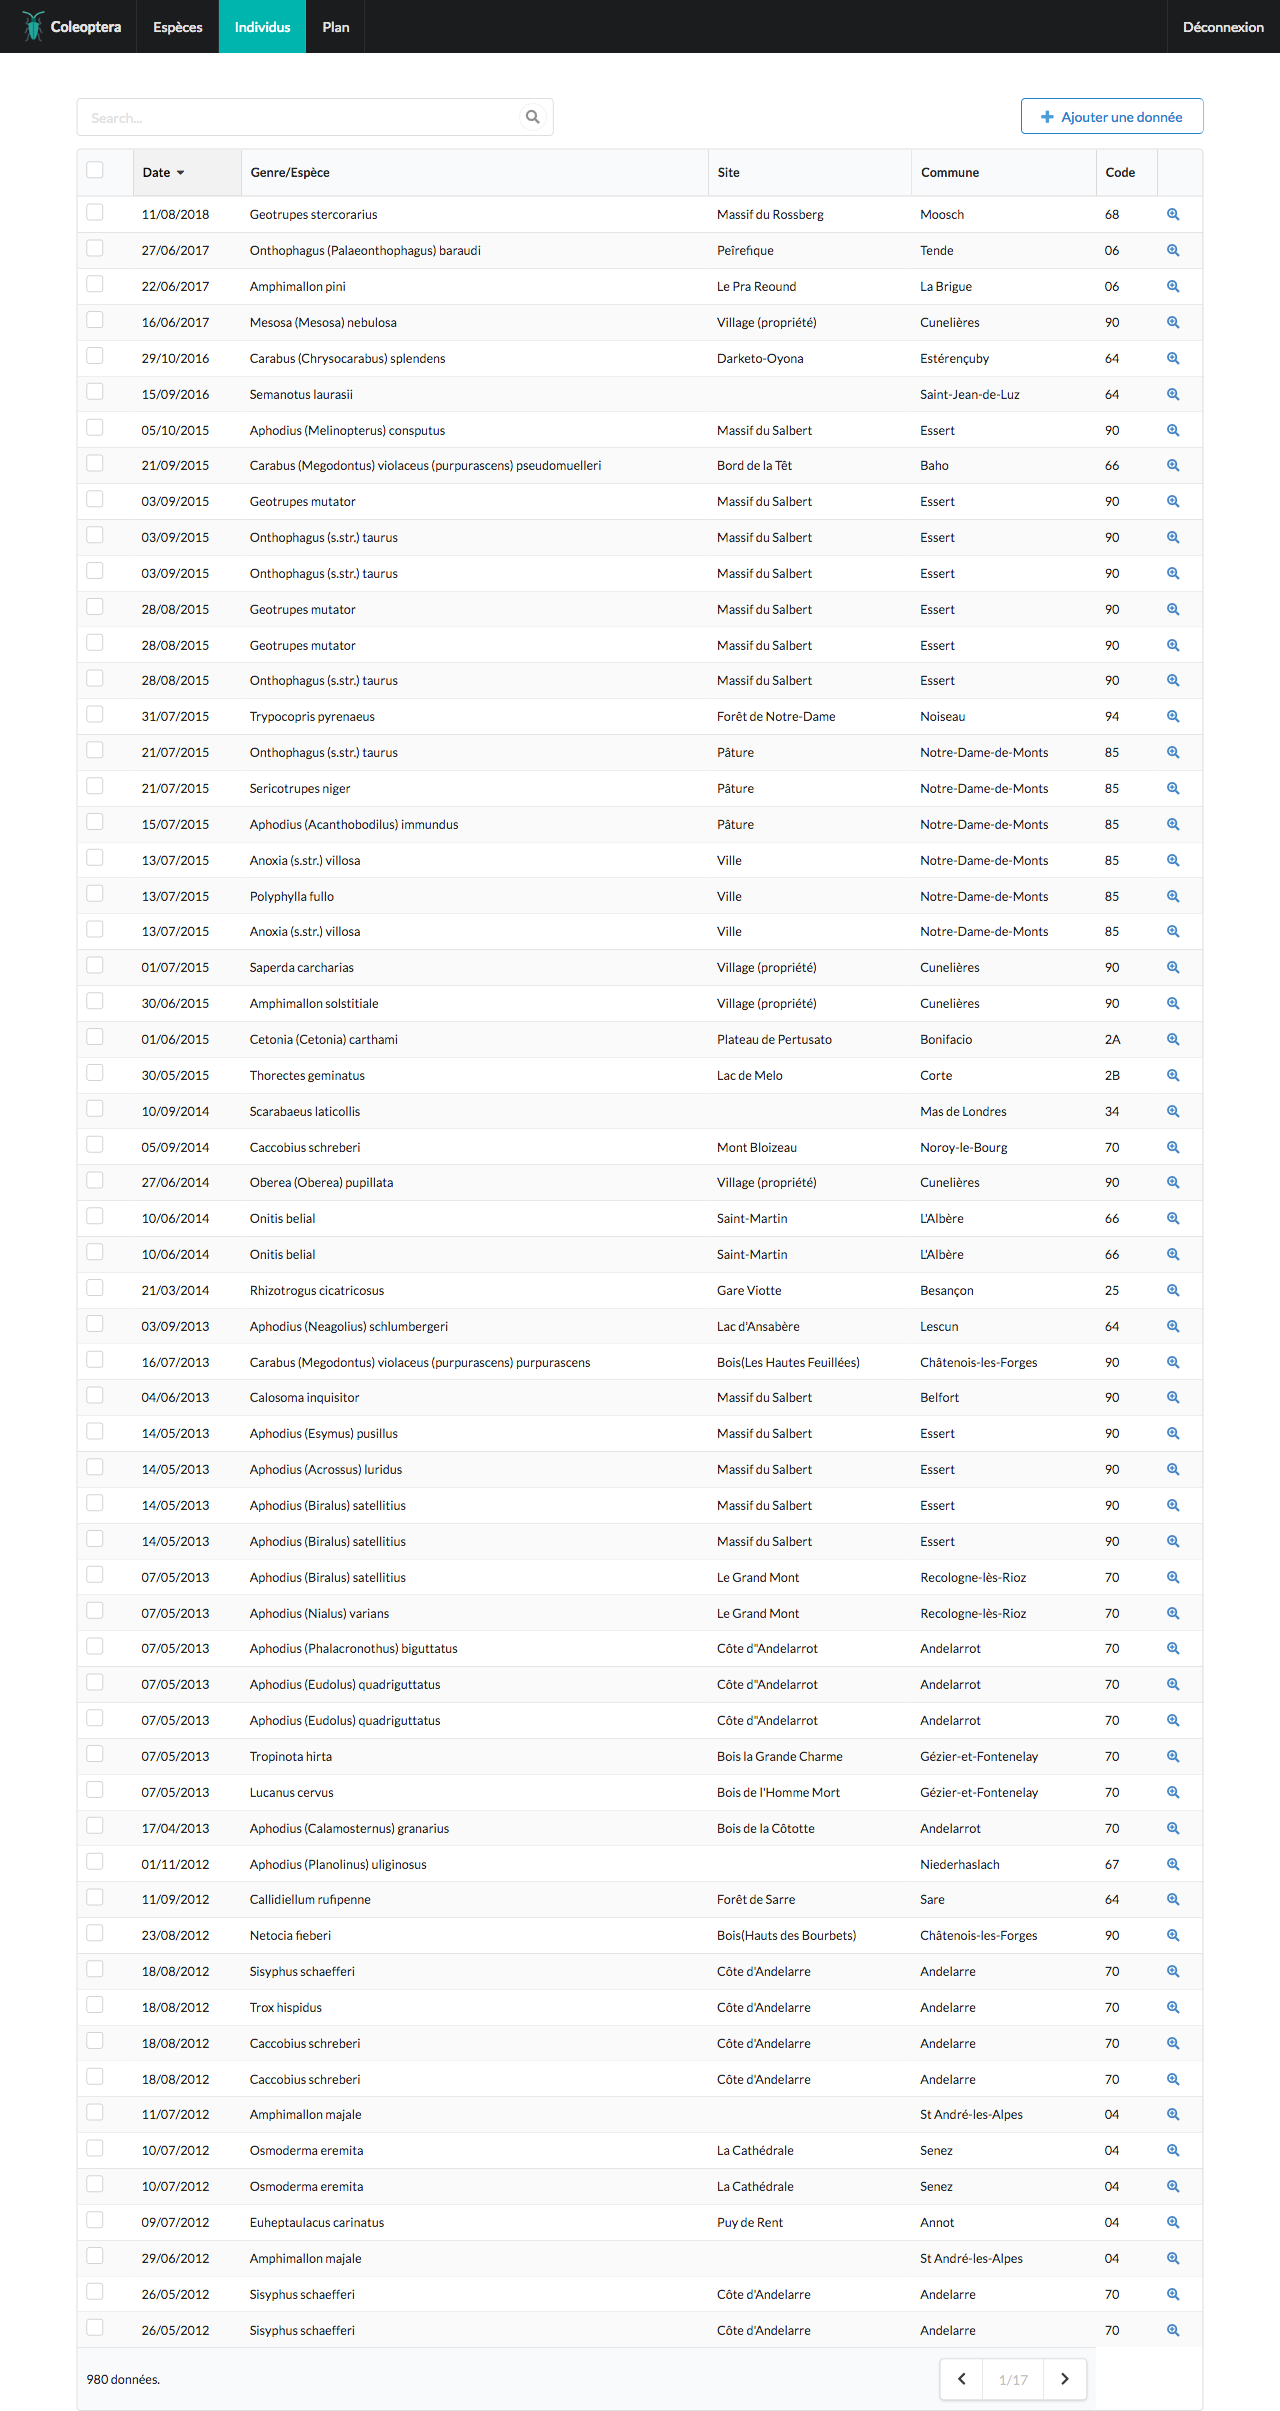 Coleoptera Espèces Individus Plan Déconnexion
Search... Ajouter une donnée
Date Genre/Espèce Site Commune Code
11/08/2018 Geotrupes stercorarius Massif du Rossberg Moosch 68
27/06/2017 Onthophagus (Palaeonthophagus) baraudi Peîrefique Tende 06
22/06/2017 Amphimallon pini Le Pra Reound La Brigue 06
16/06/2017 Mesosa (Mesosa) nebulosa Village (propriété) Cunelières 90
29/10/2016 Carabus (Chrysocarabus) splendens Darketo-Oyona Estérençuby 64
15/09/2016 Semanotus laurasii Saint-Jean-de-Luz 64
05/10/2015 Aphodius (Melinopterus) consputus Massif du Salbert Essert 90
21/09/2015 Carabus (Megodontus) violaceus (purpurascens) pseudomuelleri Bord de la Têt Baho 66
03/09/2015 Geotrupes mutator Massif du Salbert Essert 90
03/09/2015 Onthophagus (s.str.) taurus Massif du Salbert Essert 90
03/09/2015 Onthophagus (s.str.) taurus Massif du Salbert Essert 90
28/08/2015 Geotrupes mutator Massif du Salbert Essert 90
28/08/2015 Geotrupes mutator Massif du Salbert Essert 90
28/08/2015 Onthophagus (s.str.) taurus Massif du Salbert Essert 90
31/07/2015 Trypocopris pyrenaeus Forêt de Notre-Dame Noiseau 94
21/07/2015 Onthophagus (s.str.) taurus Pâture Notre-Dame-de-Monts 85
21/07/2015 Sericotrupes niger Pâture Notre-Dame-de-Monts 85
15/07/2015 Aphodius (Acanthobodilus) immundus Pâture Notre-Dame-de-Monts 85
13/07/2015 Anoxia (s.str.) villosa Ville Notre-Dame-de-Monts 85
13/07/2015 Polyphylla fullo Ville Notre-Dame-de-Monts 85
13/07/2015 Anoxia (s.str.) villosa Ville Notre-Dame-de-Monts 85
01/07/2015 Saperda carcharias Village (propriété) Cunelières 90
30/06/2015 Amphimallon solstitiale Village (propriété) Cunelières 90
01/06/2015 Cetonia (Cetonia) carthami Plateau de Pertusato Bonifacio 2A
30/05/2015 Thorectes geminatus Lac de Melo Corte 2B
10/09/2014 Scarabaeus laticollis Mas de Londres 34
05/09/2014 Caccobius schreberi Mont Bloizeau Noroy-le-Bourg 70
27/06/2014 Oberea (Oberea) pupillata Village (propriété) Cunelières 90
10/06/2014 Onitis belial Saint-Martin L'Albère 66
10/06/2014 Onitis belial Saint-Martin L'Albère 66
21/03/2014 Rhizotrogus cicatricosus Gare Viotte Besançon 25
03/09/2013 Aphodius (Neagolius) schlumbergeri Lac d'Ansabère Lescun 64
16/07/2013 Carabus (Megodontus) violaceus (purpurascens) purpurascens Bois(Les Hautes Feuillées) Châtenois-les-Forges 90
04/06/2013 Calosoma inquisitor Massif du Salbert Belfort 90
14/05/2013 Aphodius (Esymus) pusillus Massif du Salbert Essert 90
14/05/2013 Aphodius (Acrossus) luridus Massif du Salbert Essert 90
14/05/2013 Aphodius (Biralus) satellitius Massif du Salbert Essert 90
14/05/2013 Aphodius (Biralus) satellitius Massif du Salbert Essert 90
07/05/2013 Aphodius (Biralus) satellitius Le Grand Mont Recologne-lès-Rioz 70
07/05/2013 Aphodius (Nialus) varians Le Grand Mont Recologne-lès-Rioz 70
07/05/2013 Aphodius (Phalacronothus) biguttatus Côte d"Andelarrot Andelarrot 70
07/05/2013 Aphodius (Eudolus) quadriguttatus Côte d"Andelarrot Andelarrot 70
07/05/2013 Aphodius (Eudolus) quadriguttatus Côte d"Andelarrot Andelarrot 70
07/05/2013 Tropinota hirta Bois la Grande Charme Gézier-et-Fontenelay 70
07/05/2013 Lucanus cervus Bois de l'Homme Mort Gézier-et-Fontenelay 70
17/04/2013 Aphodius (Calamosternus) granarius Bois de la Côtotte Andelarrot 70
01/11/2012 Aphodius (Planolinus) uliginosus Niederhaslach 67
11/09/2012 Callidiellum rufipenne Forêt de Sarre Sare 64
23/08/2012 Netocia fieberi Bois(Hauts des Bourbets) Châtenois-les-Forges 90
18/08/2012 Sisyphus schaefferi Côte d'Andelarre Andelarre 70
18/08/2012 Trox hispidus Côte d'Andelarre Andelarre 70
18/08/2012 Caccobius schreberi Côte d'Andelarre Andelarre 70
18/08/2012 Caccobius schreberi Côte d'Andelarre Andelarre 70
11/07/2012 Amphimallon majale St André-les-Alpes 04
10/07/2012 Osmoderma eremita La Cathédrale Senez 04
10/07/2012 Osmoderma eremita La Cathédrale Senez 04
09/07/2012 Euheptaulacus carinatus Puy de Rent Annot 04
29/06/2012 Amphimallon majale St André-les-Alpes 04
26/05/2012 Sisyphus schaefferi Côte d'Andelarre Andelarre 70
26/05/2012 Sisyphus schaefferi Côte d'Andelarre Andelarre 70
980 données. 1/17